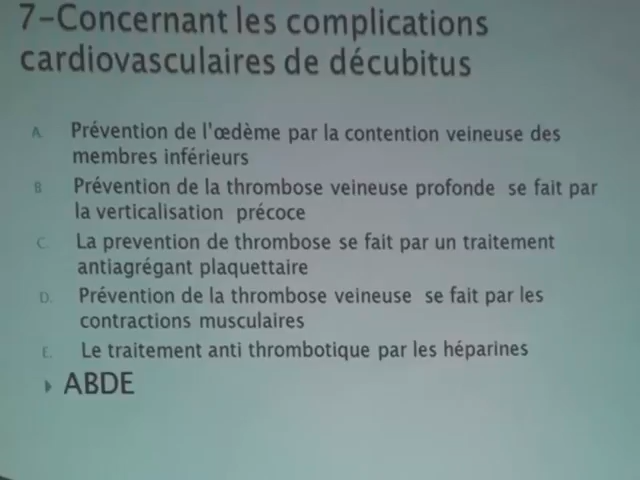 7-Concernant les complications
cardiovasculaires de décubitus
A. Prévention de l'œdème par la contention veineuse des
membres inférieurs
B. Prévention de la thrombose veineuse profonde se fait par
la verticalisation précoce
C. La prevention de thrombose se fait par un traitement
antiagrégant plaquettaire
D. Prévention de la thrombose veineuse se fait par les
contractions musculaires
E. Le traitement anti thrombotique par les héparines
ABDE